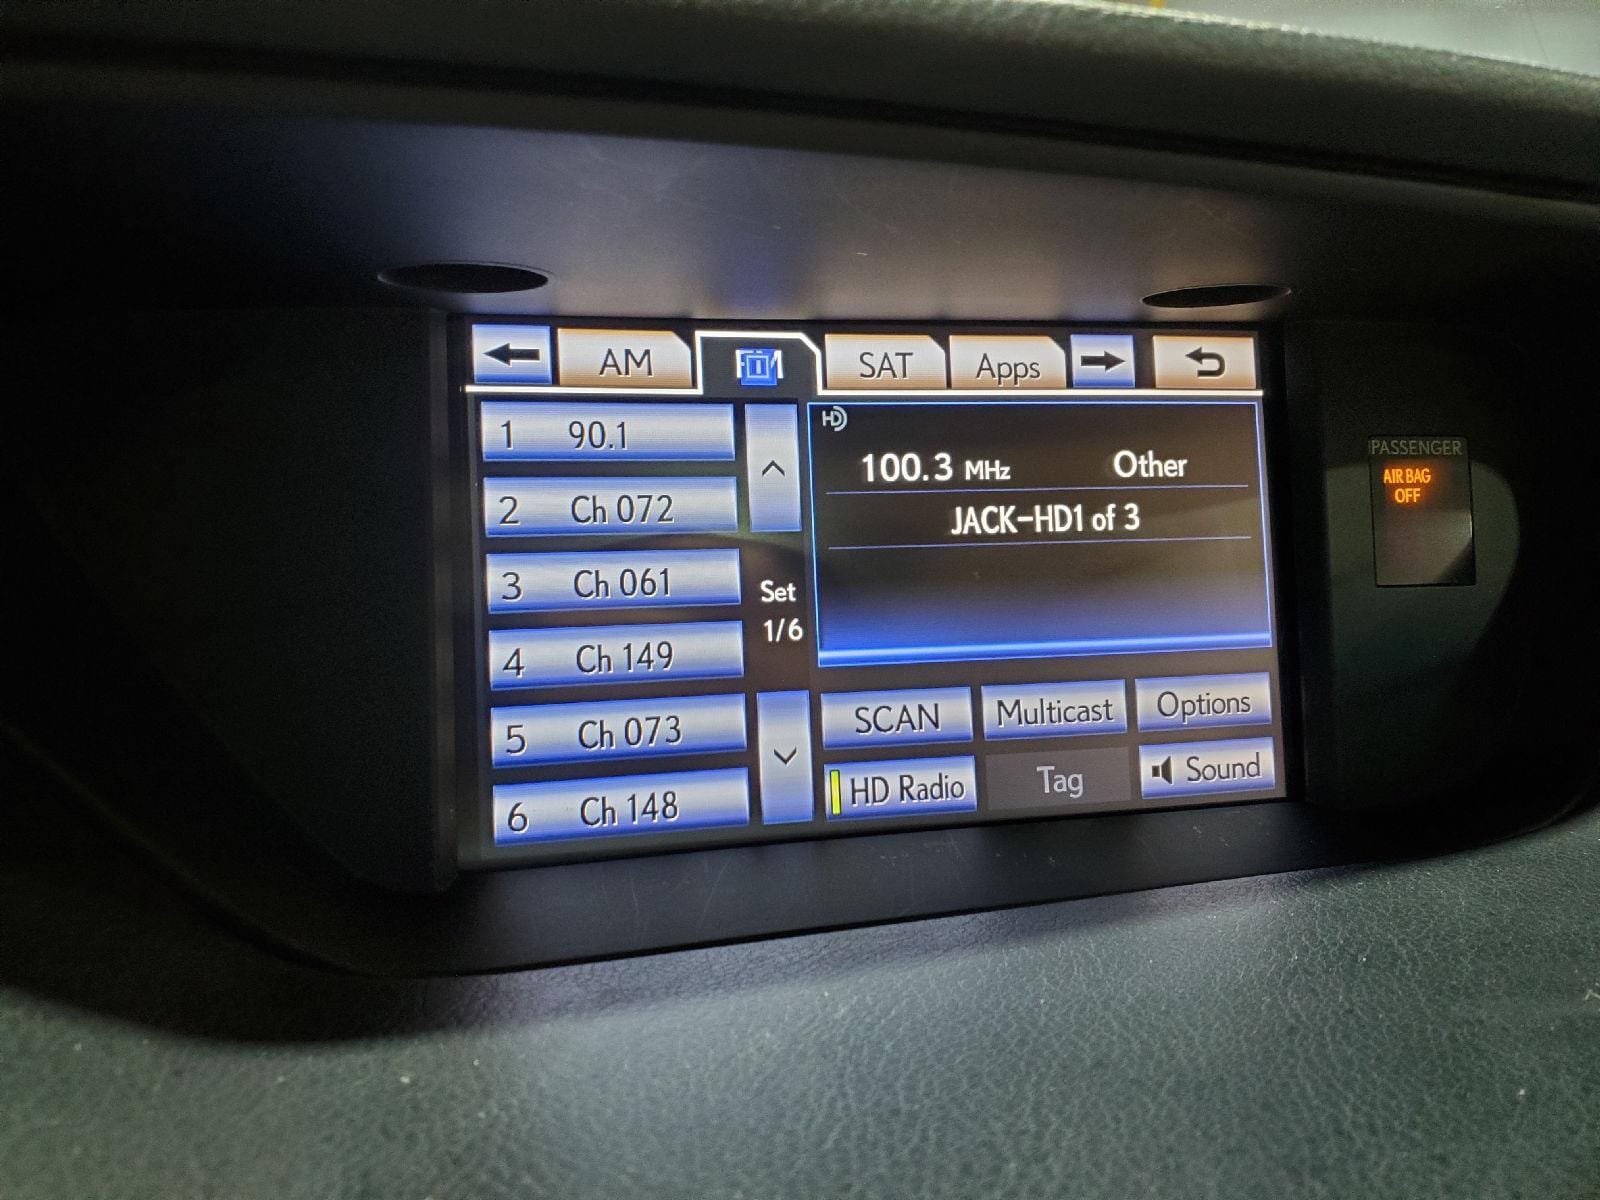 AM
FM
SAT
Apps
1 90.1
2 Ch 072
3 Ch 061
4 Ch 149
5 Ch 073
6 Ch 148
Set
1/6
HD
100.3 MHz Other
JACK-HD1 of 3
SCAN
Multicast
Options
HD Radio
Tag
Sound
PASSENGER
AIR BAG
OFF